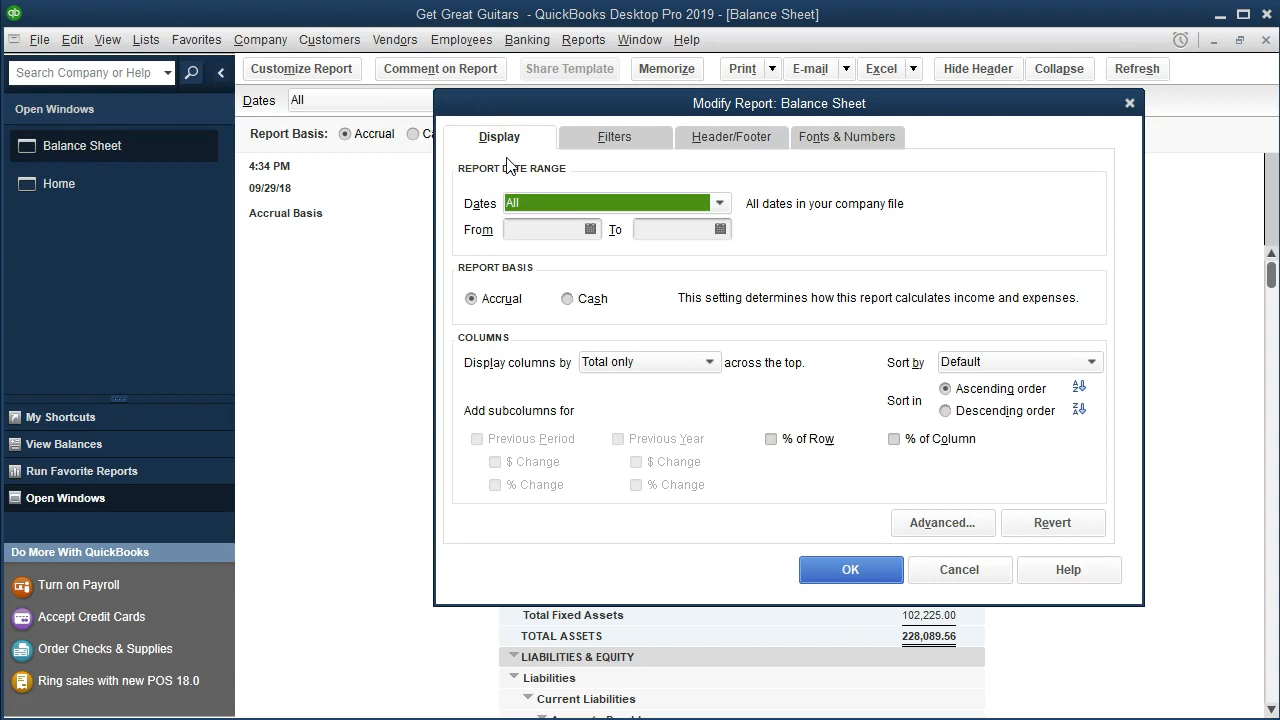 Get Great Guitars - QuickBooks Desktop Pro 2019 - [Balance Sheet]
File Edit View Lists Favorites Company Customers Vendors Employees Banking Reports Window Help
Search Company or Help
Customize Report Comment on Report Share Template Memorize Print E-mail Excel Hide Header Collapse Refresh
Open Windows
Dates All
Report Basis: Accrual
Balance Sheet
Home
4:34 PM
09/29/18
Accrual Basis
Modify Report: Balance Sheet
Display Filters Header/Footer Fonts & Numbers
REPORT DATE RANGE
Dates All All dates in your company file
From To
REPORT BASIS
Accrual Cash This setting determines how this report calculates income and expenses.
COLUMNS
Display columns by Total only across the top. Sort by Default
Sort in Ascending order
Descending order
Add subcolumns for
Previous Period Previous Year % of Row % of Column
$ Change $ Change
% Change % Change
Advanced... Revert
OK Cancel Help
My Shortcuts
View Balances
Run Favorite Reports
Open Windows
Do More With QuickBooks
Turn on Payroll
Accept Credit Cards
Order Checks & Supplies
Ring sales with new POS 18.0
Total Fixed Assets 102,225.00
TOTAL ASSETS 228,089.56
LIABILITIES & EQUITY
Liabilities
Current Liabilities